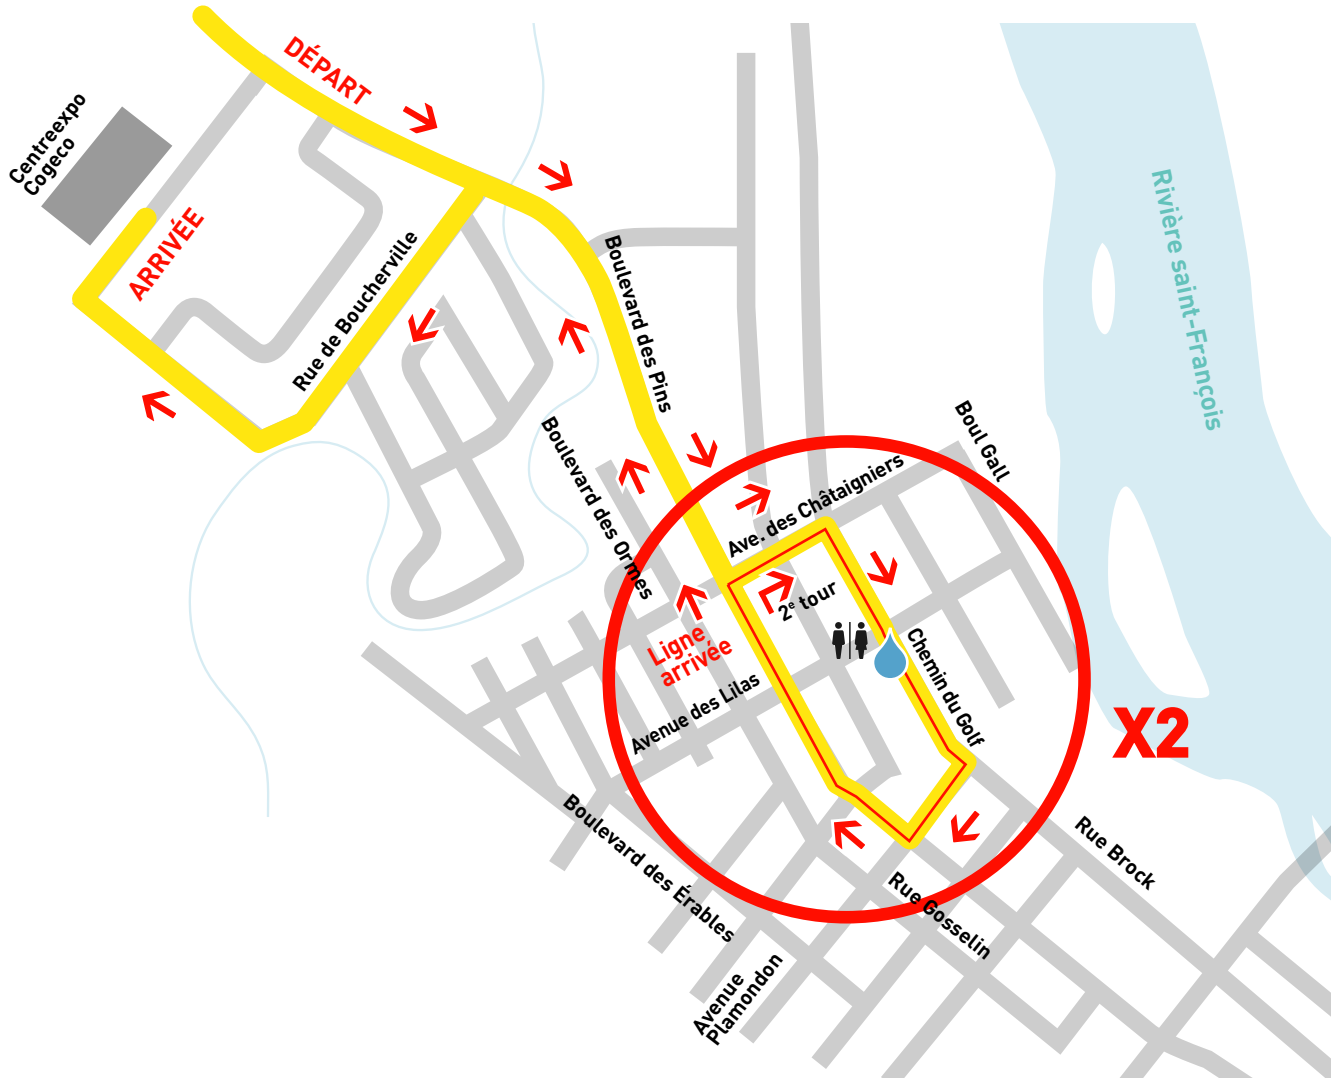 DÉPART
Centreexpo
Cogeco
ARRIVÉE
Rue de Boucherville
Boulevard des Pins
Rivière saint-François
Boul Gall
Boulevard des Ormes
Ave. des Châtaigniers
2e tour
Ligne
arrivée
Chemin du Golf
Avenue des Lilas
X2
Boulevard des Érables
Rue Brock
Rue Gosselin
Avenue
Plamondon